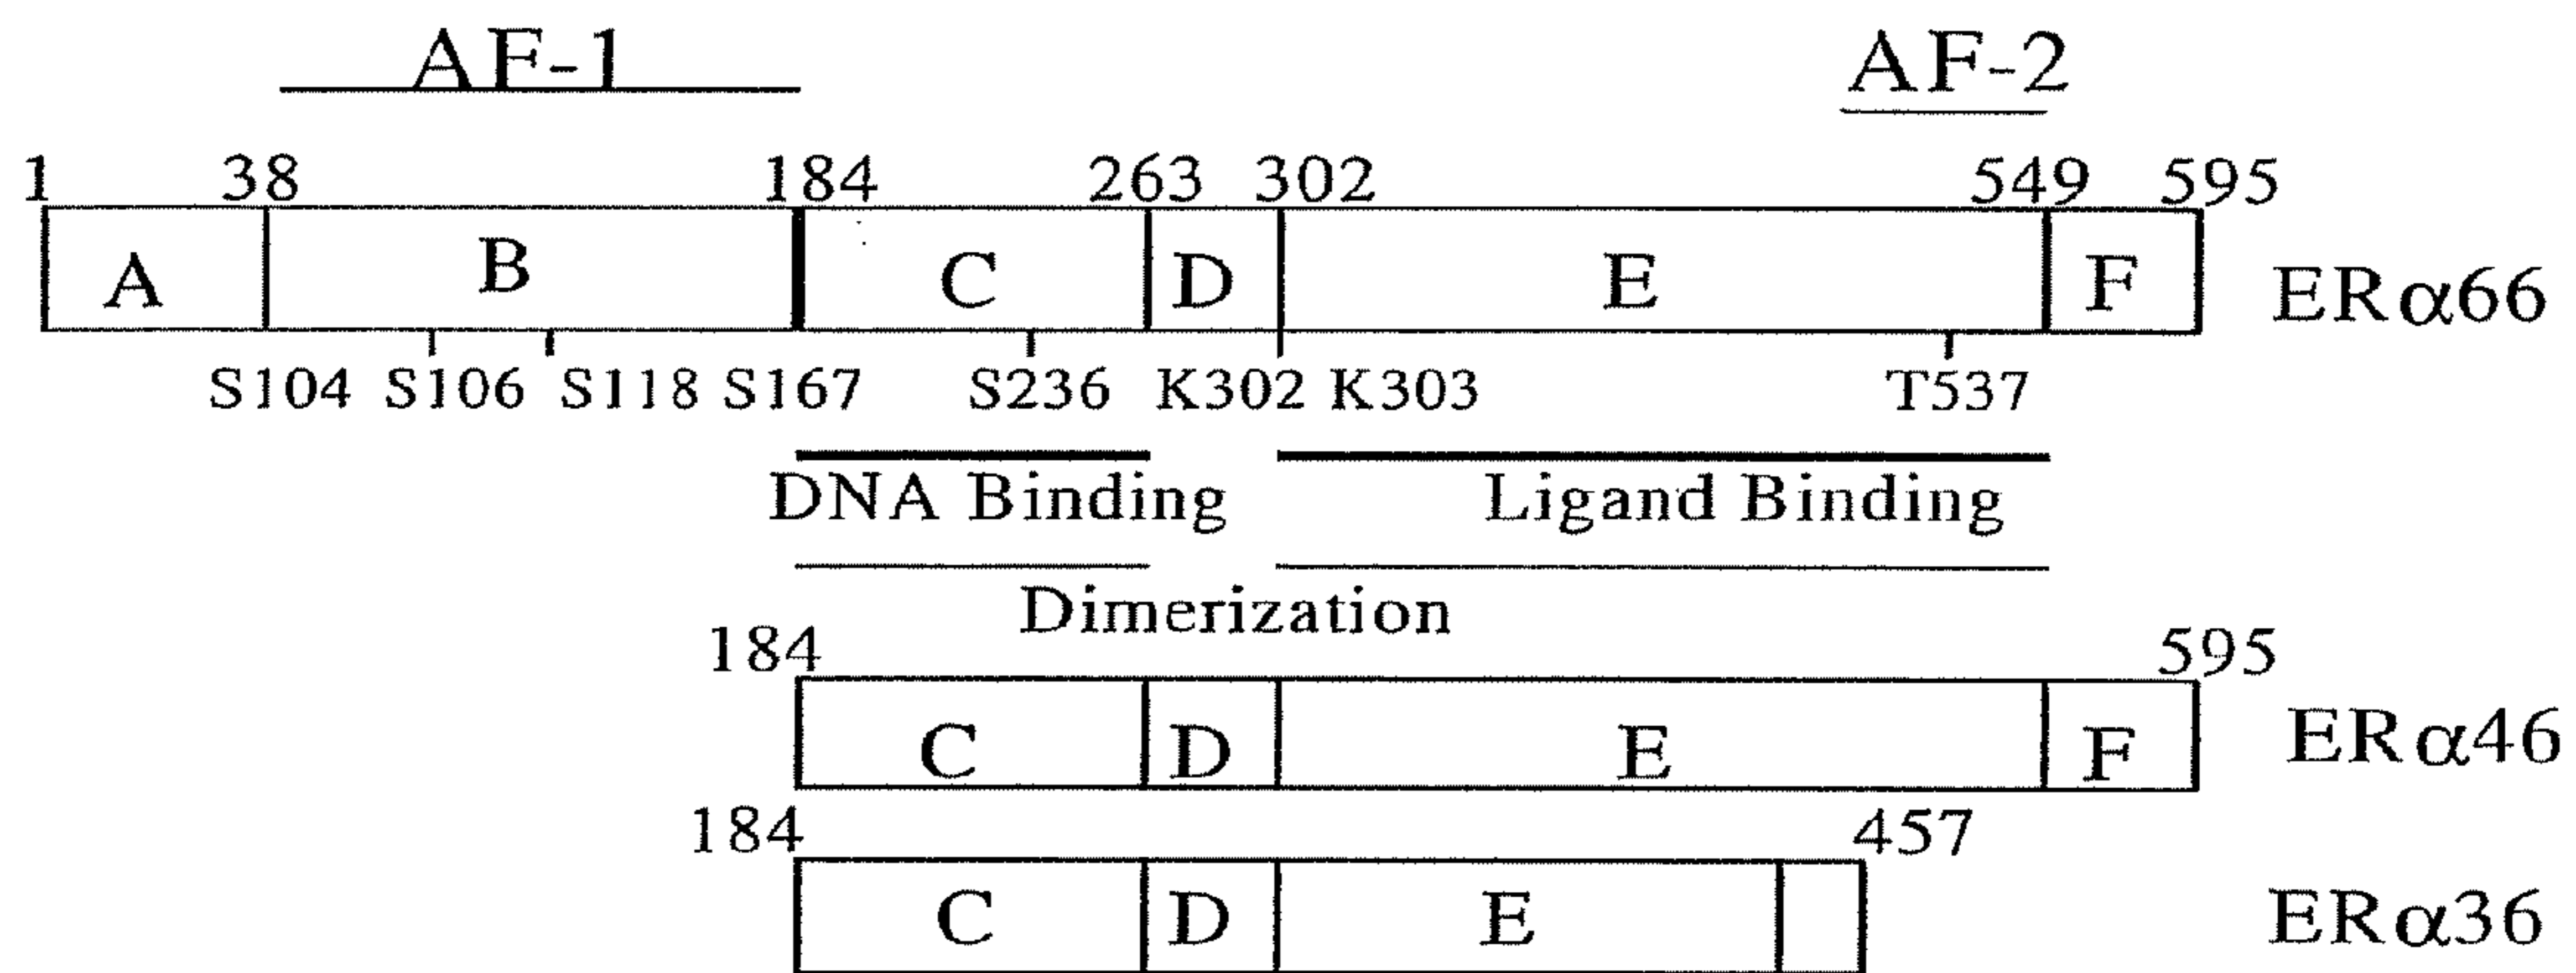 AF-1 AF-2
1 38 184 263 302 549 595
A B C D E F ERα66
S104 S106 S118 S167 S236 K302 K303 T537
DNA Binding Ligand Binding
Dimerization
184 595
C D E F ERα46
184 457
C D E ERα36